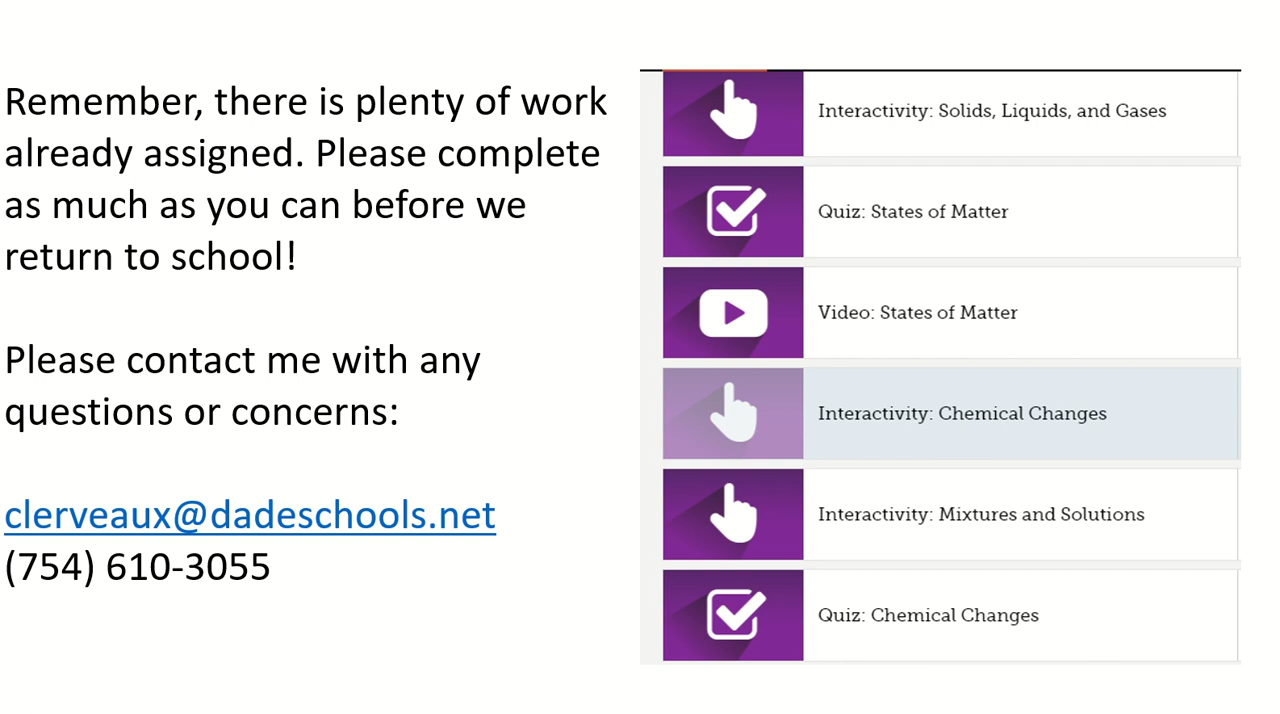 Remember, there is plenty of work
already assigned. Please complete
as much as you can before we
return to school!
Please contact me with any
questions or concerns:
clerveaux@dadeschools.net
(754) 610-3055
Interactivity: Solids, Liquids, and Gases
Quiz: States of Matter
Video: States of Matter
Interactivity: Chemical Changes
Interactivity: Mixtures and Solutions
Quiz: Chemical Changes